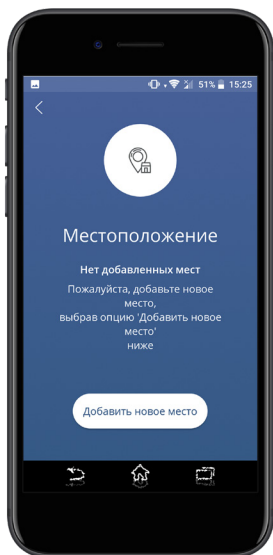 51% 15:25
Местоположение
Нет добавленных мест
Пожалуйста, добавьте новое
место,
выбрав опцию 'Добавить новое
место'
ниже
Добавить новое место